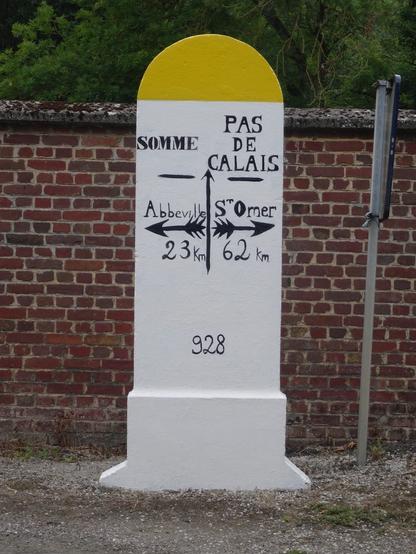 SOMME
PAS
DE
CALAIS
Abbeville
23 Km
ST Omer
62 Km
928